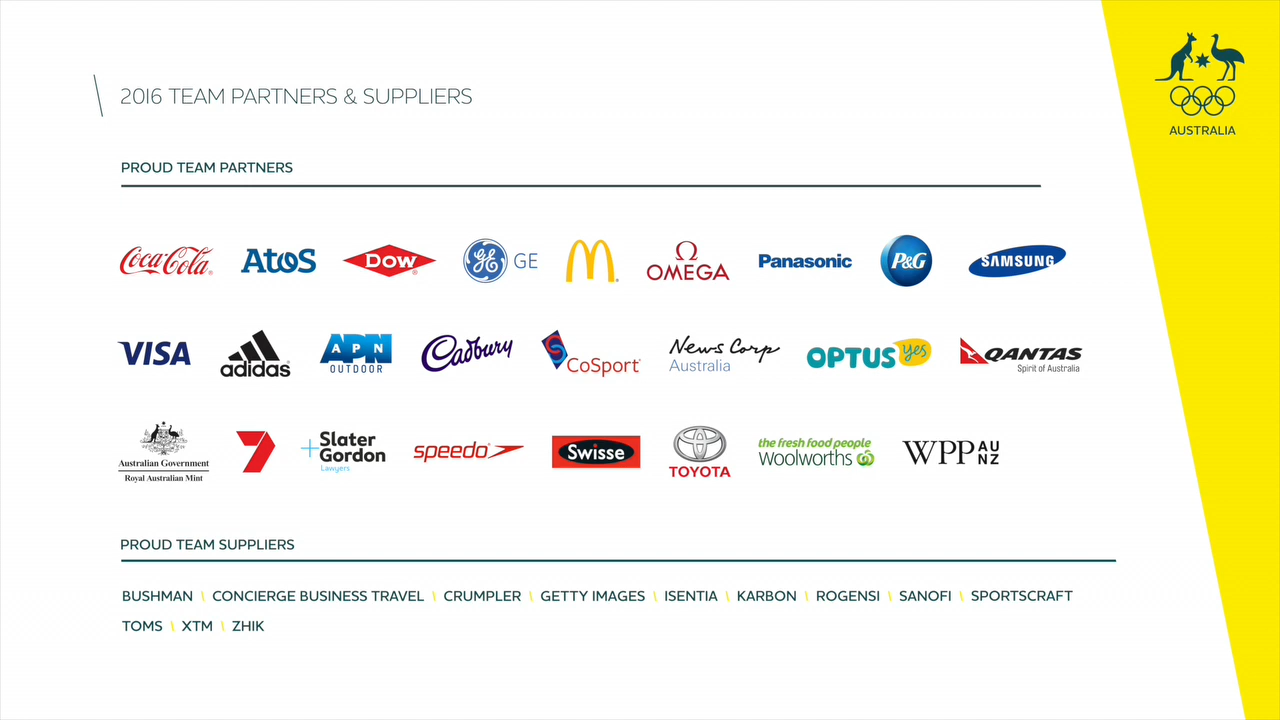 2016 TEAM PARTNERS & SUPPLIERS
AUSTRALIA
PROUD TEAM PARTNERS
Coca-Cola AtoS Dow GE GE M OMEGA Panasonic P&G SAMSUNG
VISA adidas APN OUTDOOR Cadbury CoSport News Corp Australia OPTUS yes QANTAS Spirit of Australia
Australian Government Royal Australian Mint 7 Slater Gordon Lawyers speedo Swisse TOYOTA the fresh food people Woolworths WPP AU NZ
PROUD TEAM SUPPLIERS
BUSHMAN \ CONCIERGE BUSINESS TRAVEL \ CRUMPLER \ GETTY IMAGES \ ISENTIA \ KARBON \ ROGENSI \ SANOFI \ SPORTSCRAFT
TOMS \ XTM \ ZHIK